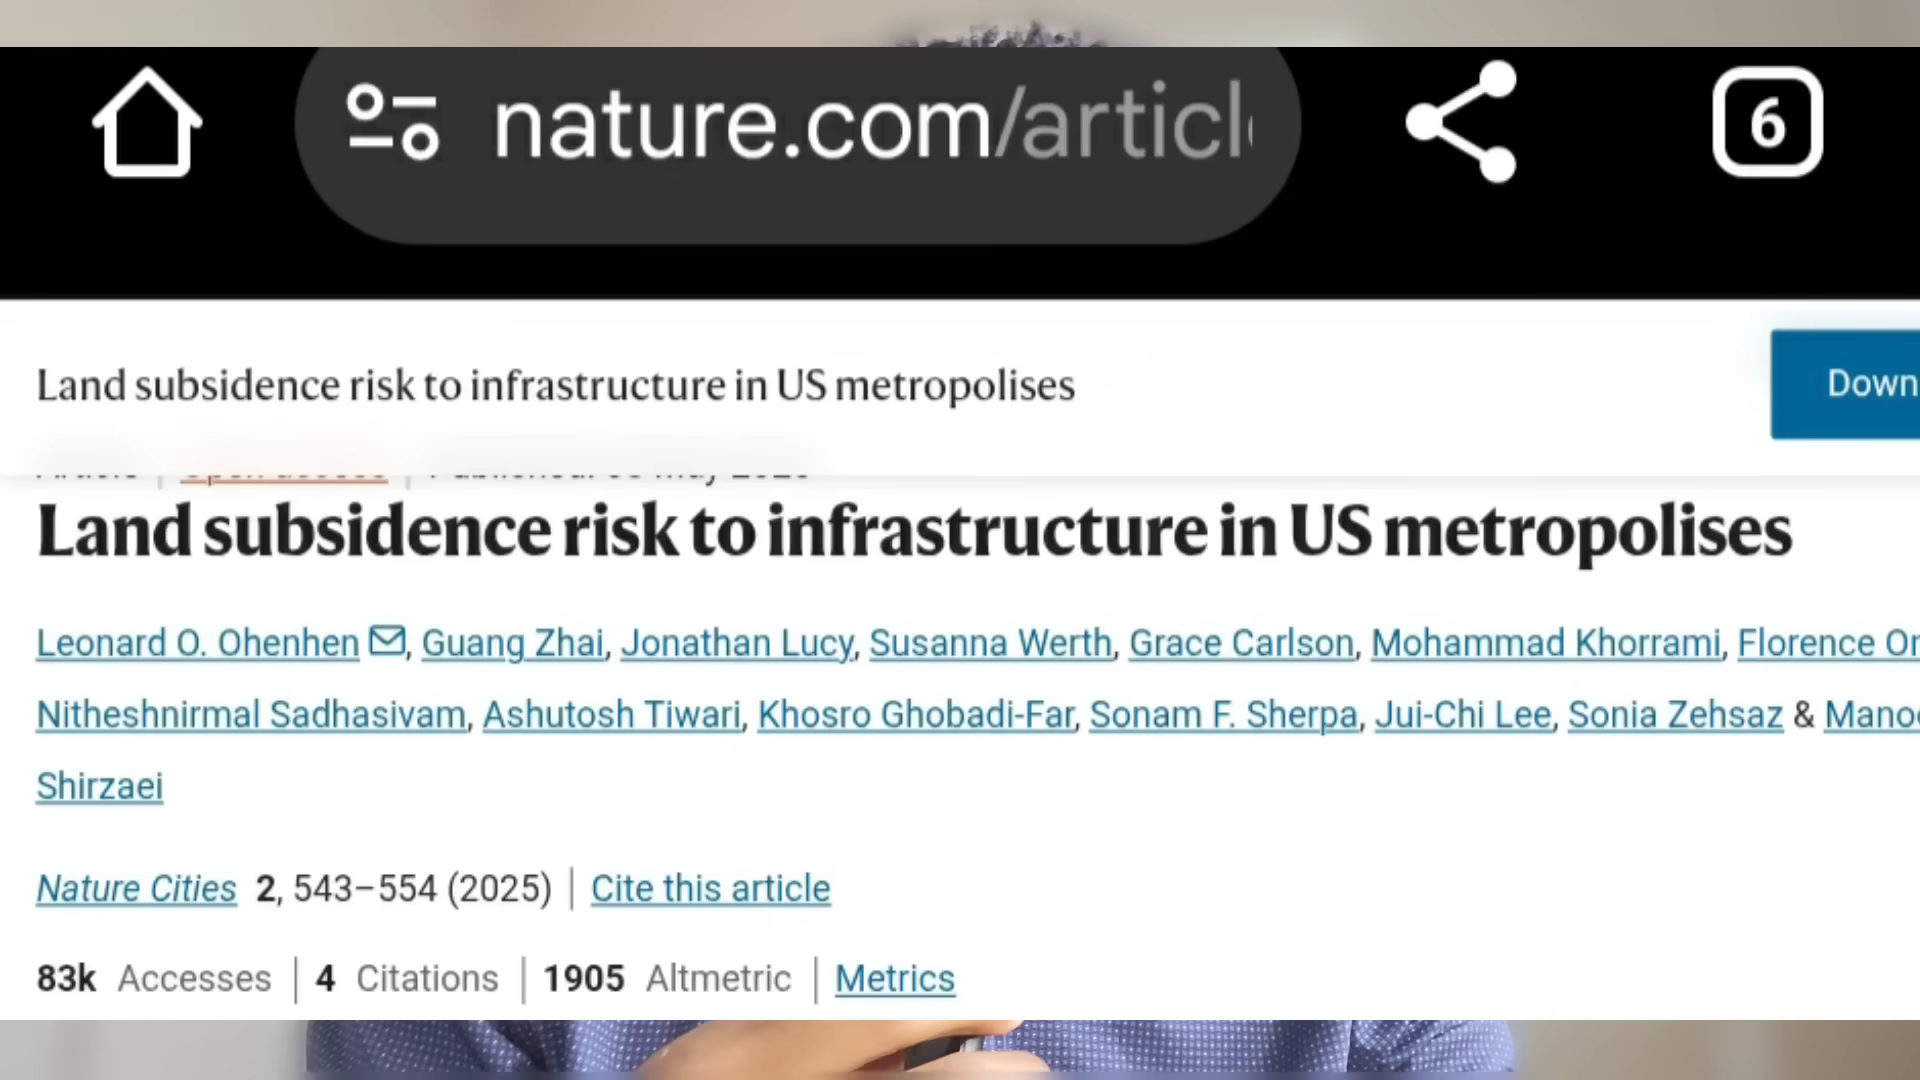 nature.com/articl
6
Land subsidence risk to infrastructure in US metropolises
Down
Land subsidence risk to infrastructure in US metropolises
Leonard O. Ohenhen, Guang Zhai, Jonathan Lucy, Susanna Werth, Grace Carlson, Mohammad Khorrami, Florence
Nitheshnirmal Sadhasivam, Ashutosh Tiwari, Khosro Ghobadi-Far, Sonam F. Sherpa, Jui-Chi Lee, Sonia Zehsaz &
Shirzaei
Nature Cities 2, 543–554 (2025) | Cite this article
83k Accesses | 4 Citations | 1905 Altmetric | Metrics